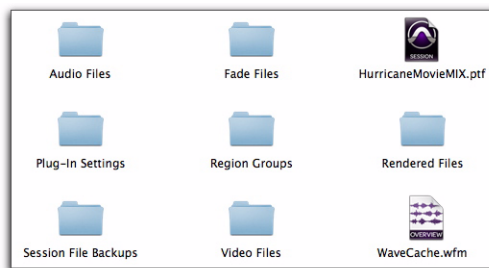 SESSION
Audio Files
Fade Files
HurricaneMovieMIX.ptf
Plug-In Settings
Region Groups
Rendered Files
OVERVIEW
Session File Backups
Video Files
WaveCache.wfm